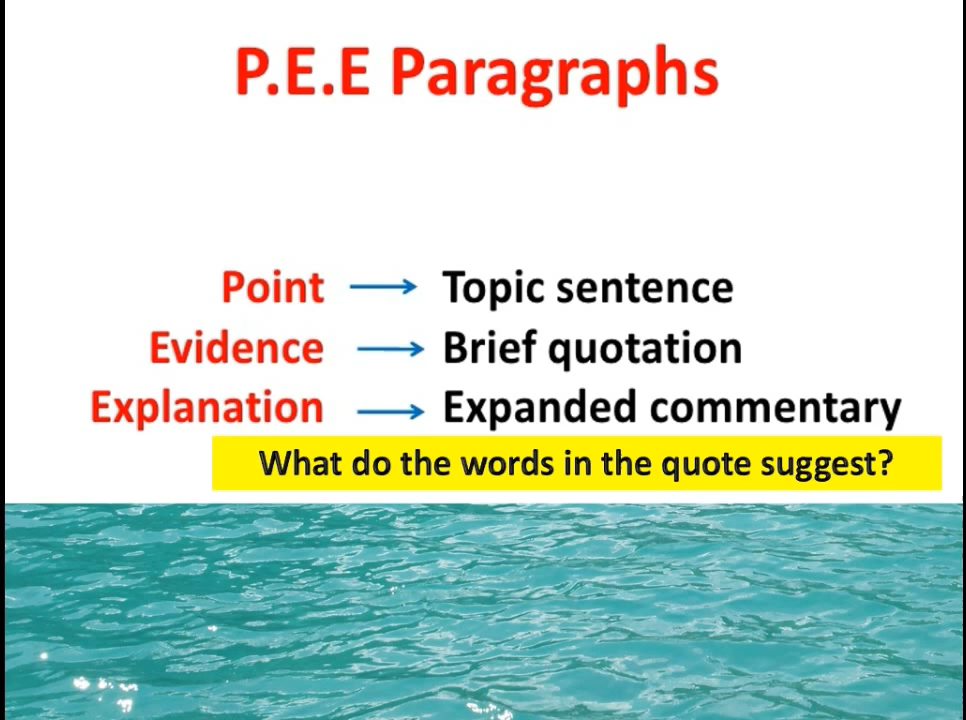 P.E.E Paragraphs
Point → Topic sentence
Evidence → Brief quotation
Explanation → Expanded commentary
What do the words in the quote suggest?